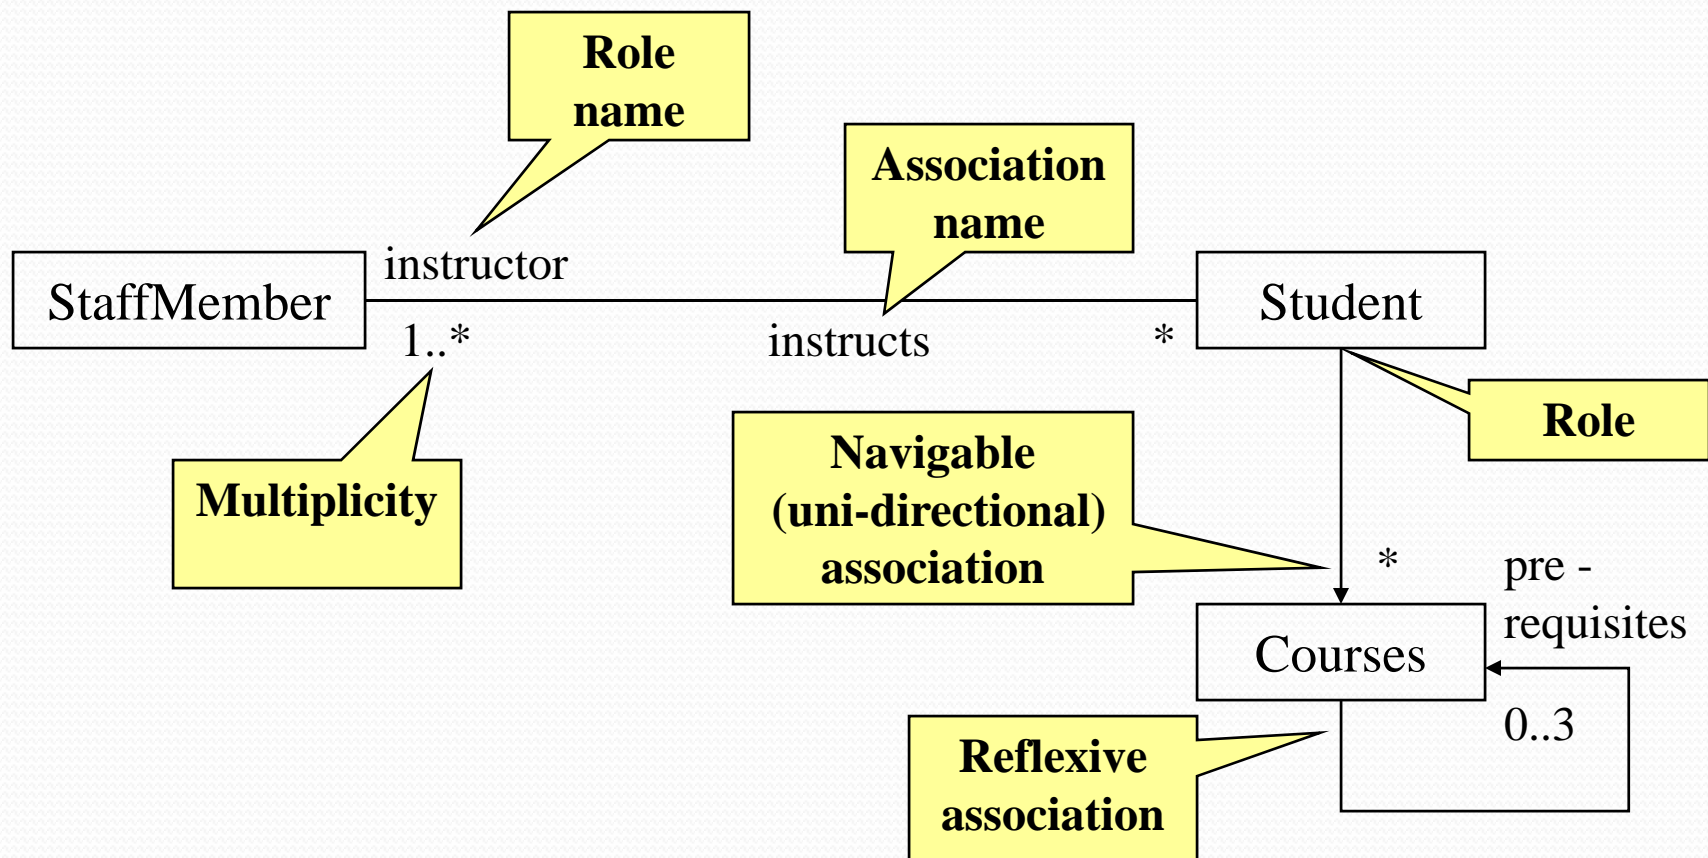 Role
name
Association
name
instructor
StaffMember
Student
1..*
instructs
*
Role
Multiplicity
Navigable
(uni-directional)
association
*
pre -
requisites
Courses
0..3
Reflexive
association